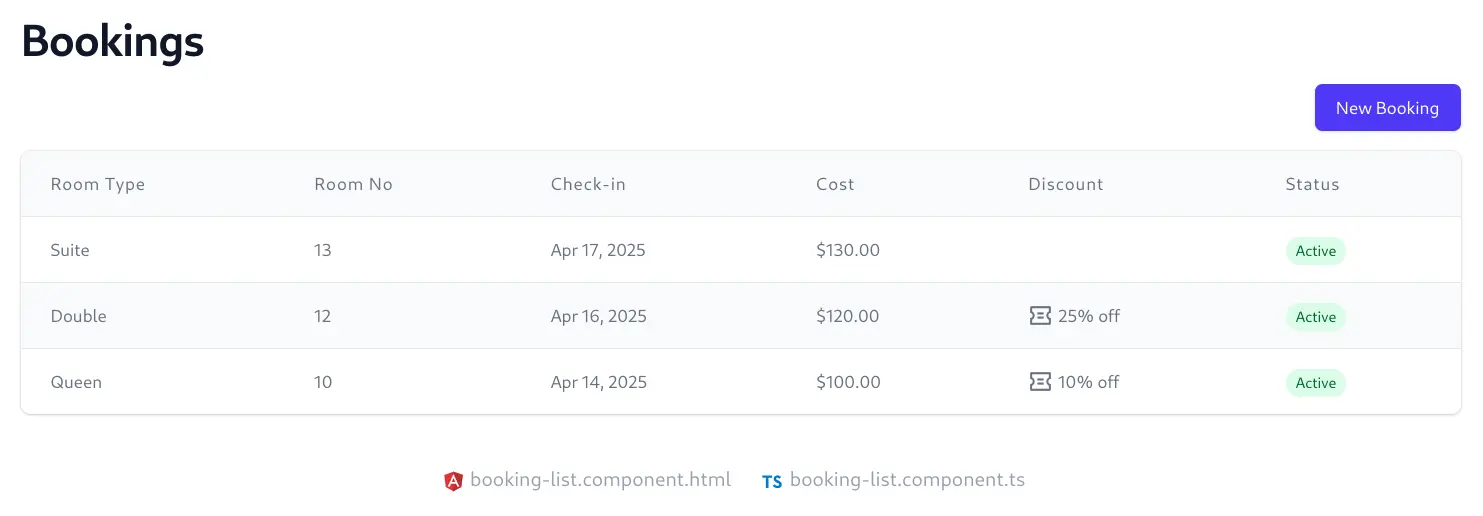 Bookings
New Booking
Room Type Room No Check-in Cost Discount Status
Suite 13 Apr 17, 2025 $130.00 Active
Double 12 Apr 16, 2025 $120.00 25% off Active
Queen 10 Apr 14, 2025 $100.00 10% off Active
A booking-list.component.html TS booking-list.component.ts